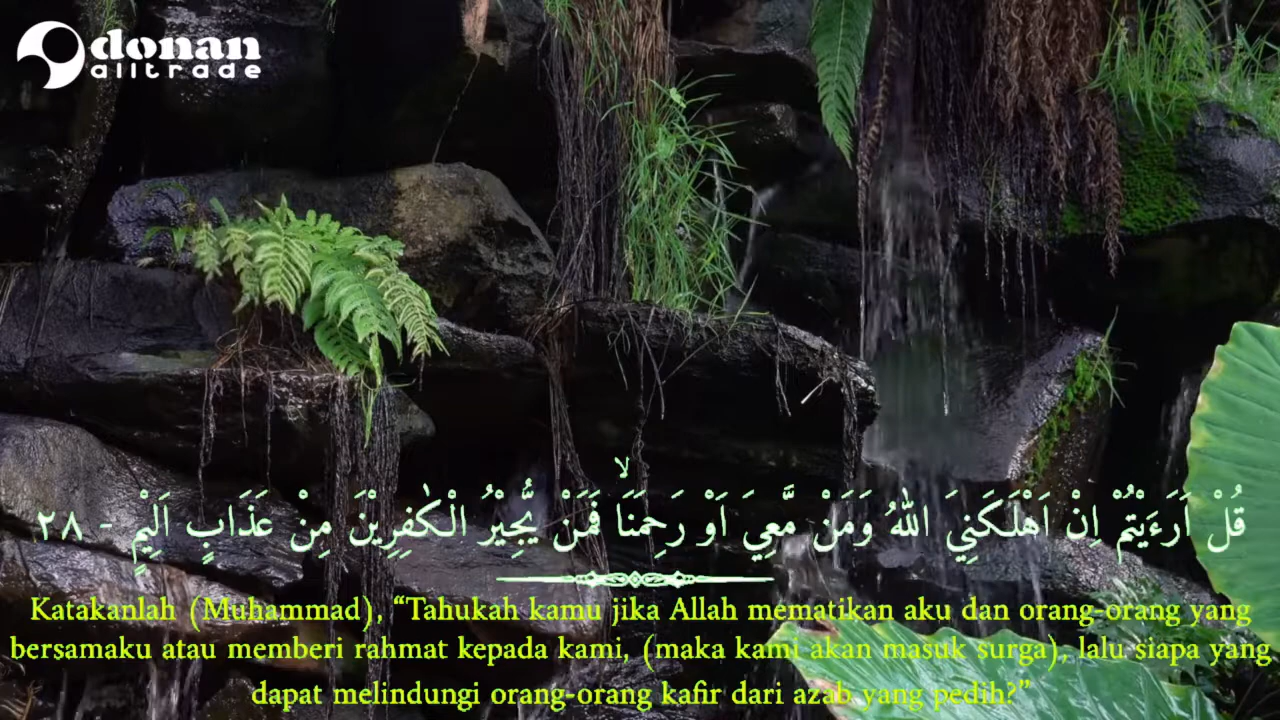 donan
alltrade
قُلْ اَرَءَيْتُمْ اِنْ اَهْلَكَنِيَ اللّٰهُ وَمَنْ مَّعِيَ اَوْ رَحِمَنَاۙ فَمَنْ يُّجِيْرُ الْكٰفِرِيْنَ مِنْ عَذَابٍ اَلِيْمٍ - ٢٨
Katakanlah (Muhammad), “Tahukah kamu jika Allah mematikan aku dan orang-orang yang
bersamaku atau memberi rahmat kepada kami, (maka kami akan masuk surga), lalu siapa yang
dapat melindungi orang-orang kafir dari azab yang pedih?”